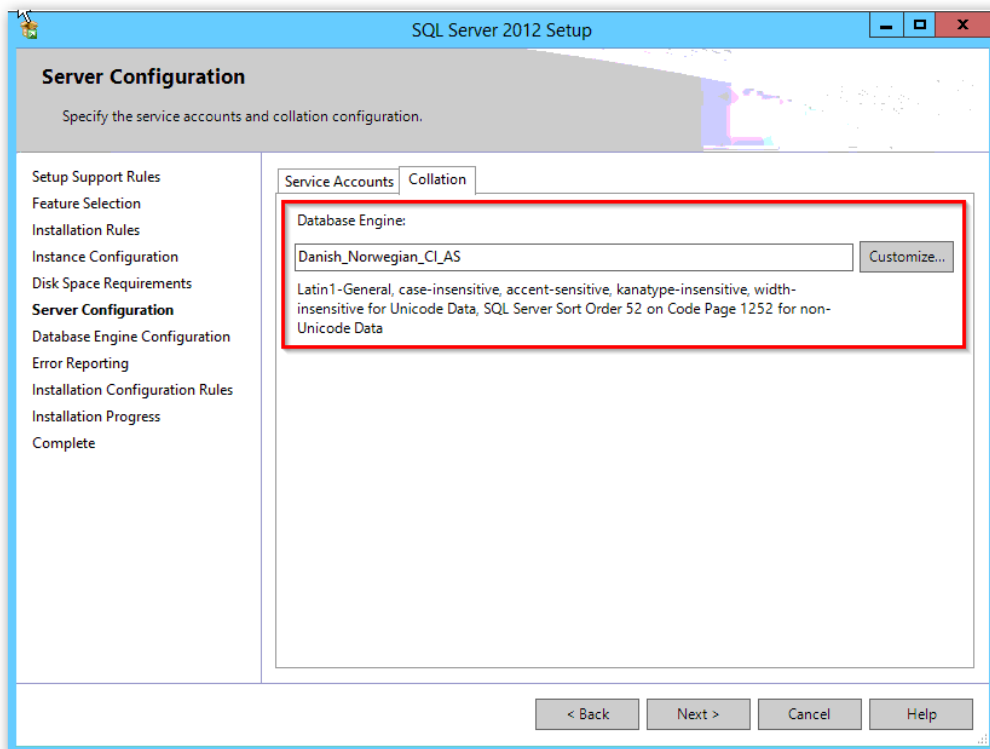 SQL Server 2012 Setup
Server Configuration
Specify the service accounts and collation configuration.
Setup Support Rules
Feature Selection
Installation Rules
Instance Configuration
Disk Space Requirements
Server Configuration
Database Engine Configuration
Error Reporting
Installation Configuration Rules
Installation Progress
Complete
Service Accounts
Collation
Database Engine:
Danish_Norwegian_CI_AS
Customize...
Latin1-General, case-insensitive, accent-sensitive, kanatype-insensitive, width-
insensitive for Unicode Data, SQL Server Sort Order 52 on Code Page 1252 for non-
Unicode Data
< Back
Next >
Cancel
Help